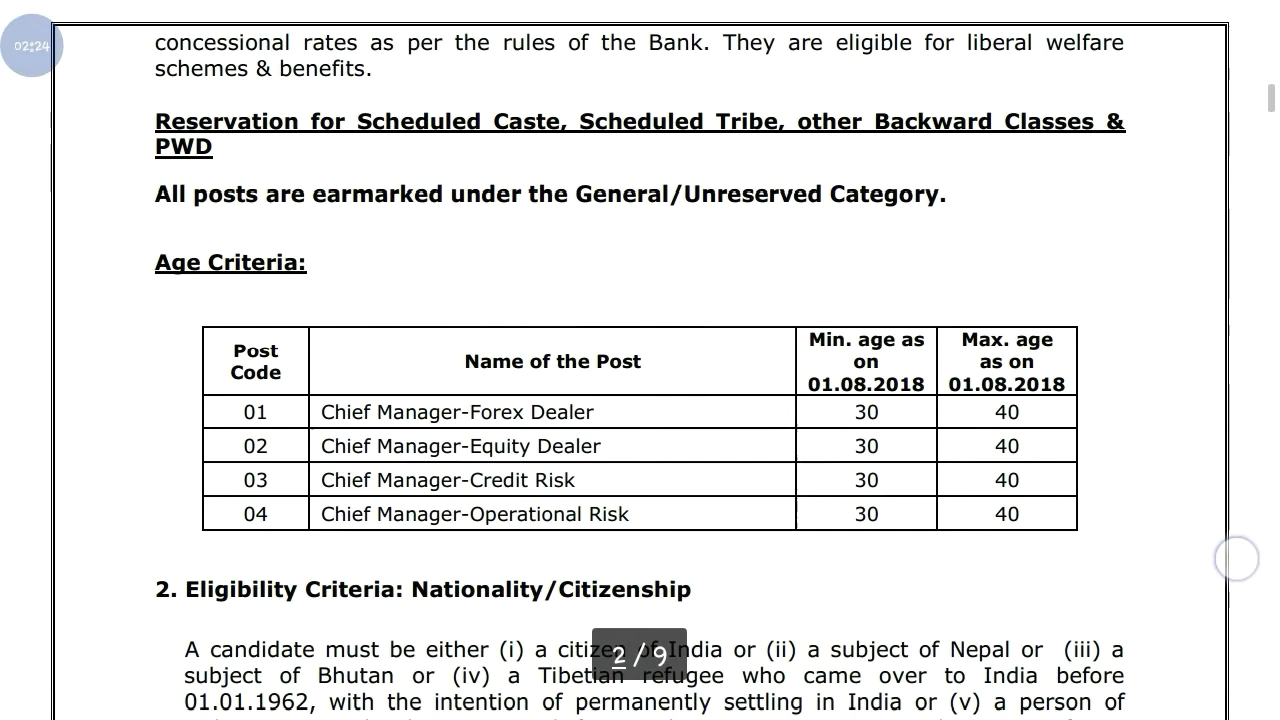 02:24
concessional rates as per the rules of the Bank. They are eligible for liberal welfare
schemes & benefits.
Reservation for Scheduled Caste, Scheduled Tribe, other Backward Classes &
PWD
All posts are earmarked under the General/Unreserved Category.
Age Criteria:
Post Code | Name of the Post | Min. age as on 01.08.2018 | Max. age as on 01.08.2018
01 Chief Manager-Forex Dealer 30 40
02 Chief Manager-Equity Dealer 30 40
03 Chief Manager-Credit Risk 30 40
04 Chief Manager-Operational Risk 30 40
2. Eligibility Criteria: Nationality/Citizenship
A candidate must be either (i) a citizen of India or (ii) a subject of Nepal or (iii) a
2 / 9
subject of Bhutan or (iv) a Tibetian refugee who came over to India before
01.01.1962, with the intention of permanently settling in India or (v) a person of